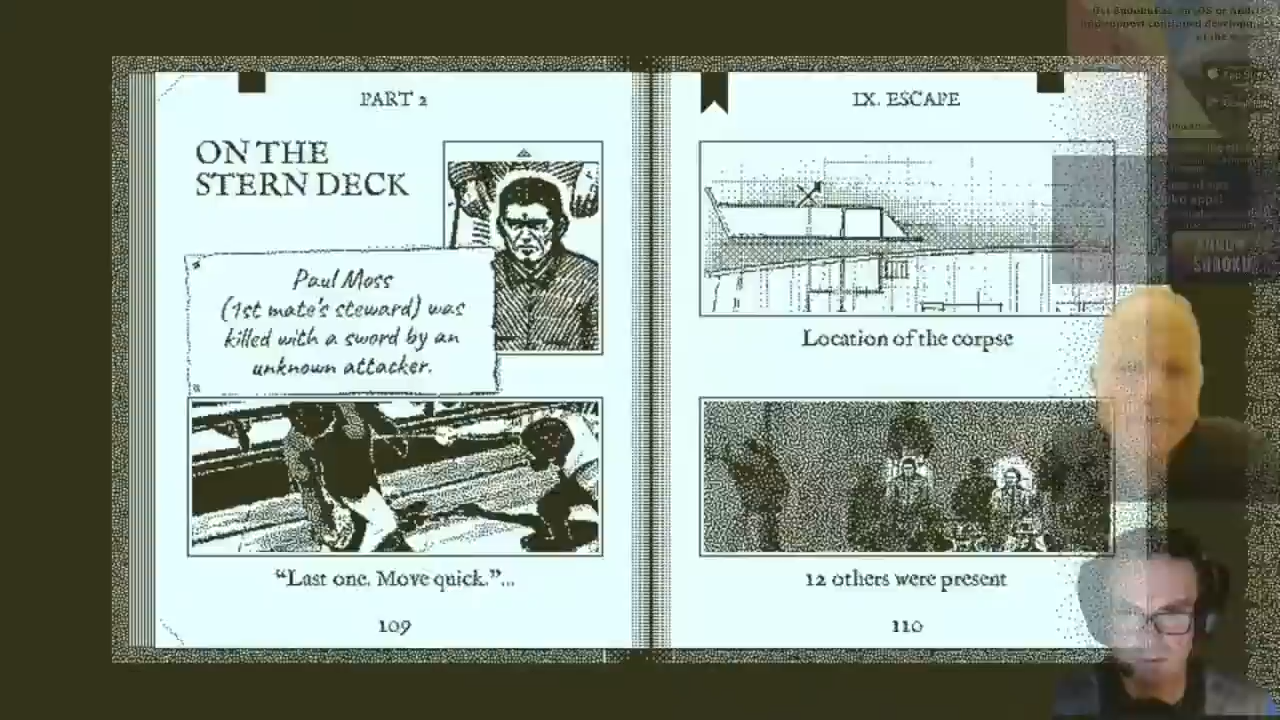 PART 2
ON THE
STERN DECK
Paul Moss
(1st mate's steward) was
killed with a sword by an
unknown attacker.
"Last one. Move quick."...
109
IX. ESCAPE
Location of the corpse
12 others were present
110